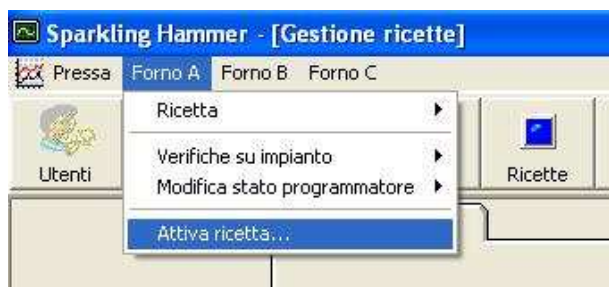 Sparkling Hammer - [Gestione ricette]
Pressa Forno A Forno B Forno C
Ricetta
Verifiche su impianto
Modifica stato programmatore
Attiva ricetta...
Utenti
Ricette